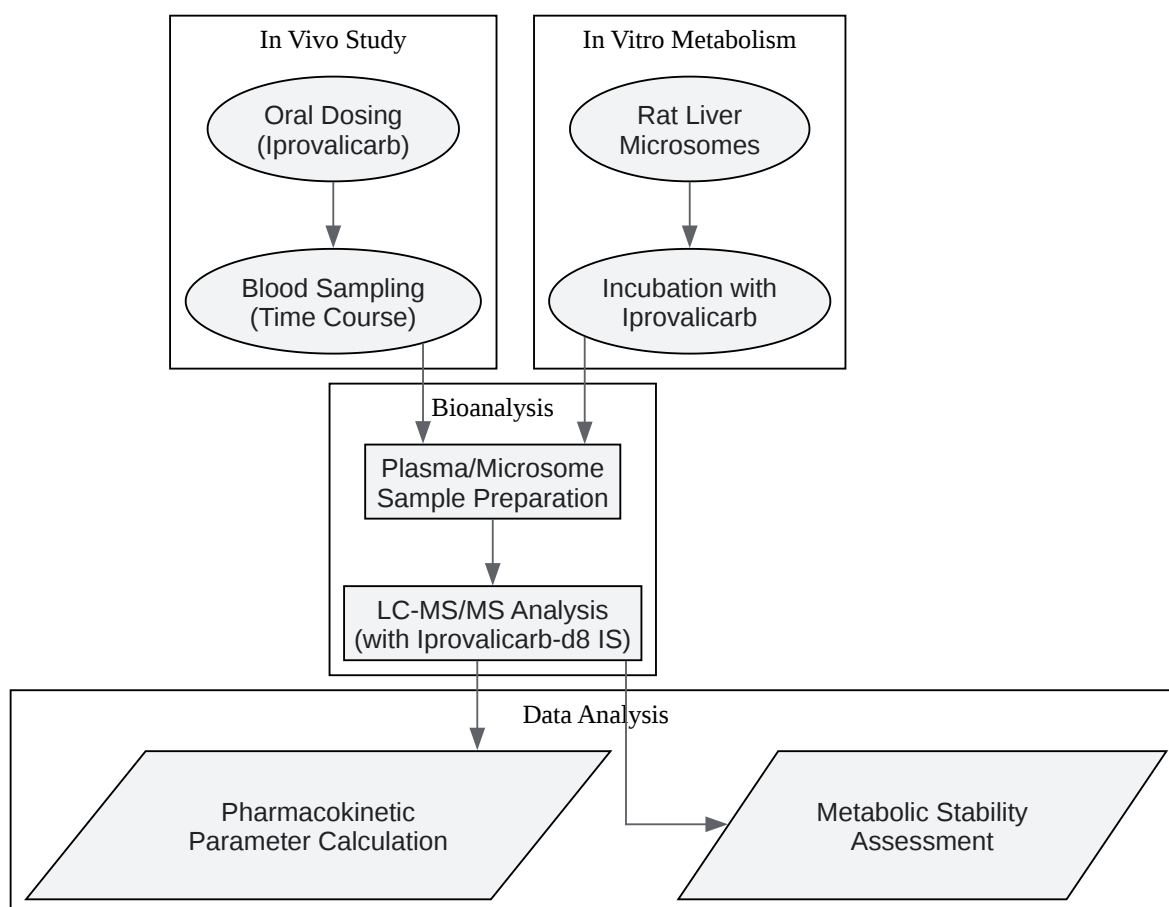 In Vivo Study
Oral Dosing
(Iprovalicarb)
Blood Sampling
(Time Course)
In Vitro Metabolism
Rat Liver
Microsomes
Incubation with
Iprovalicarb
Bioanalysis
Plasma/Microsome
Sample Preparation
LC-MS/MS Analysis
(with Iprovalicarb-d8 IS)
Data Analysis
Pharmacokinetic
Parameter Calculation
Metabolic Stability
Assessment